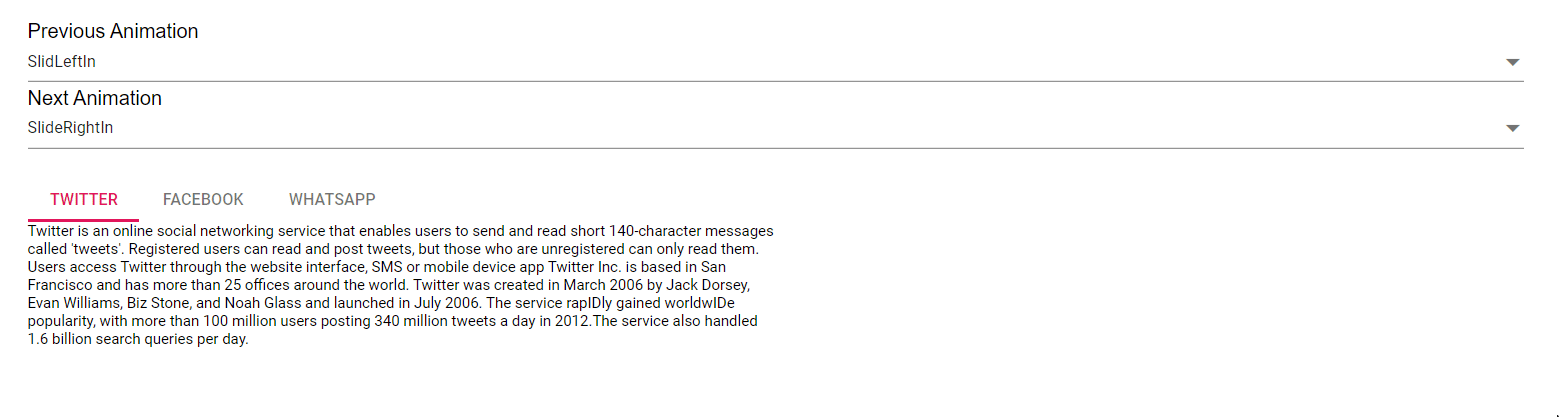 Previous Animation
SlidLeftIn
Next Animation
SlideRightIn
TWITTER FACEBOOK WHATSAPP
Twitter is an online social networking service that enables users to send and read short 140-character messages
called 'tweets'. Registered users can read and post tweets, but those who are unregistered can only read them.
Users access Twitter through the website interface, SMS or mobile device app Twitter Inc. is based in San
Francisco and has more than 25 offices around the world. Twitter was created in March 2006 by Jack Dorsey,
Evan Williams, Biz Stone, and Noah Glass and launched in July 2006. The service rapIDly gained worldwIDe
popularity, with more than 100 million users posting 340 million tweets a day in 2012.The service also handled
1.6 billion search queries per day.